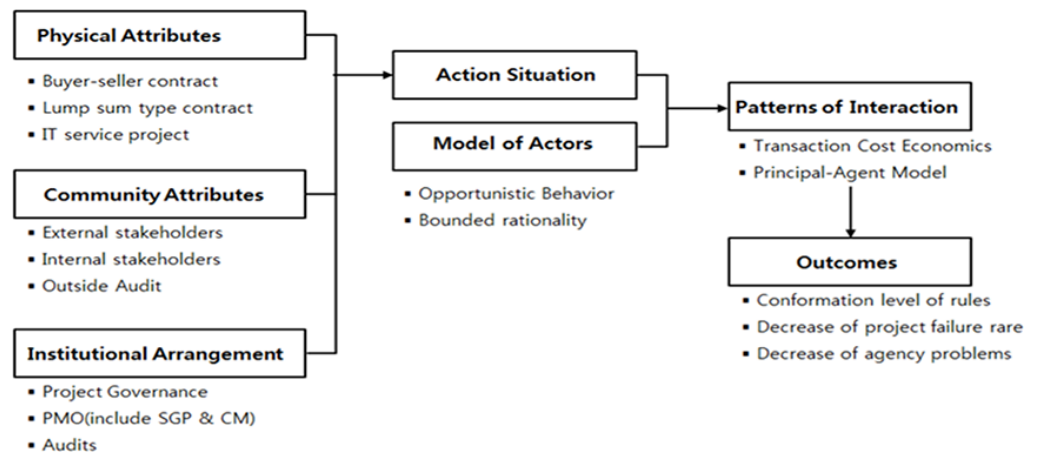 Physical Attributes
▪ Buyer-seller contract
▪ Lump sum type contract
▪ IT service project
Community Attributes
▪ External stakeholders
▪ Internal stakeholders
▪ Outside Audit
Institutional Arrangement
▪ Project Governance
▪ PMO(include SGP & CM)
▪ Audits
Action Situation
Model of Actors
▪ Opportunistic Behavior
▪ Bounded rationality
Patterns of Interaction
▪ Transaction Cost Economics
▪ Principal-Agent Model
Outcomes
▪ Conformation level of rules
▪ Decrease of project failure rare
▪ Decrease of agency problems